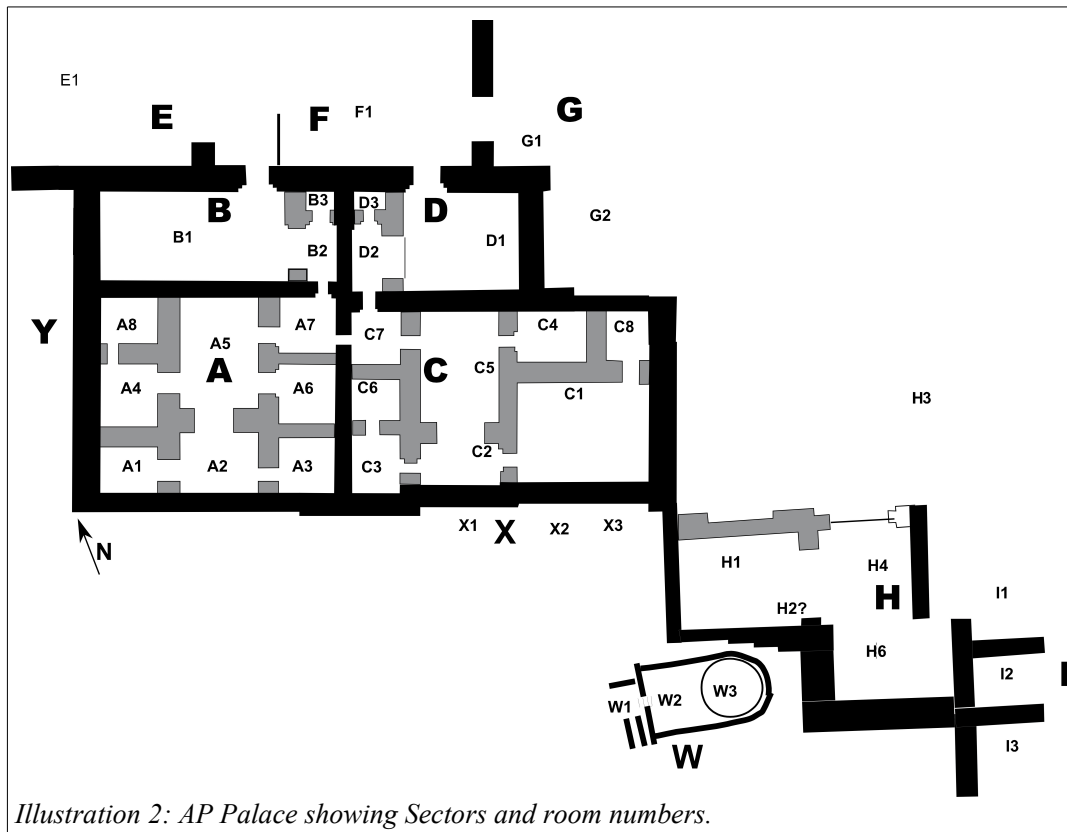 E1
E
F
F1
G
G1
B3
D3
B
D
G2
B1
B2
D2
D1
Y
A8
A7
C7
C4
C8
A5
A
C
C5
A4
A6
C6
C1
H3
C2
A1
A2
A3
C3
X1
X
X2
X3
N
H1
H4
H
I1
H2?
H6
I2
I
W1
W2
W3
W
I3
Illustration 2: AP Palace showing Sectors and room numbers.